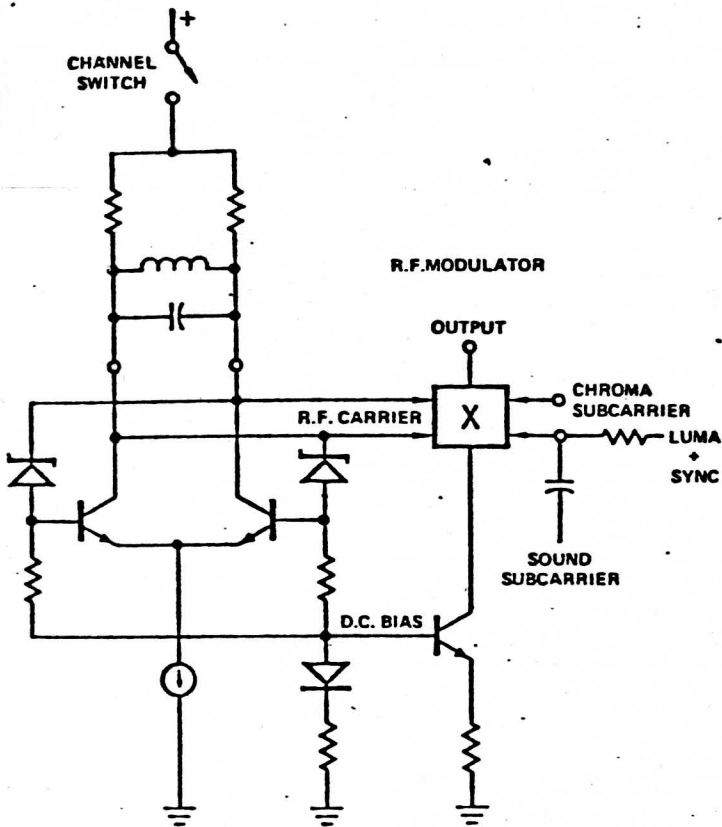 +
CHANNEL
SWITCH
R.F.MODULATOR
OUTPUT
X
CHROMA
SUBCARRIER
R.F. CARRIER
LUMA
+
SYNC
SOUND
SUBCARRIER
D.C. BIAS